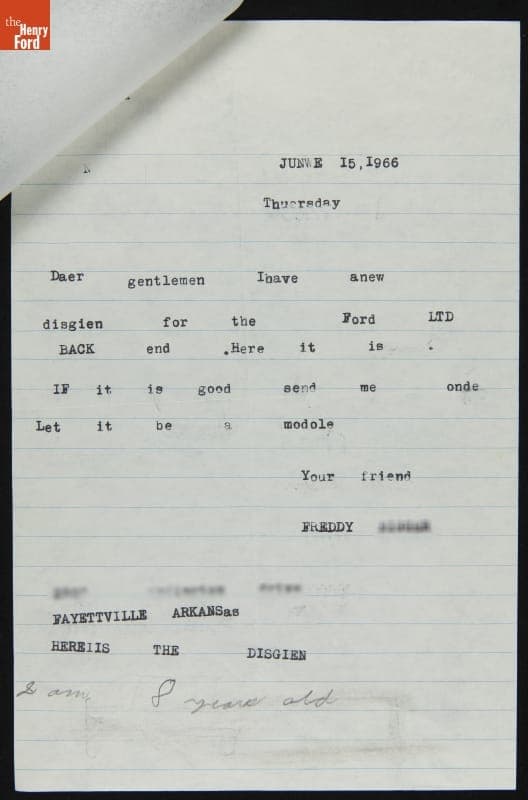 the
Henry
Ford
JUNWE 15,I966
Thuersday
Daer gentlemen Ihave anew
disgien for the Ford LTD
BACK end .Here it is .
IF it is good send me onde
Let it be a modole
Your friend
FREDDY
FAYETTVILLE ARKANSas
HEREIIS THE DISGIEN
I am 8 years old